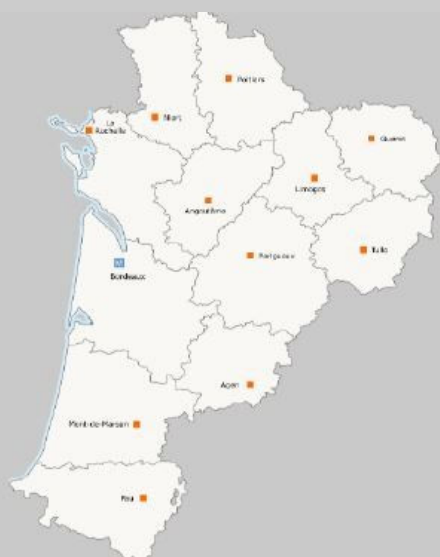 Poitiers
Niort
La
Rochelle
Guéret
Limoges
Angoulême
Tulle
Périgueux
Bordeaux
Agen
Mont-de-Marsan
Pau